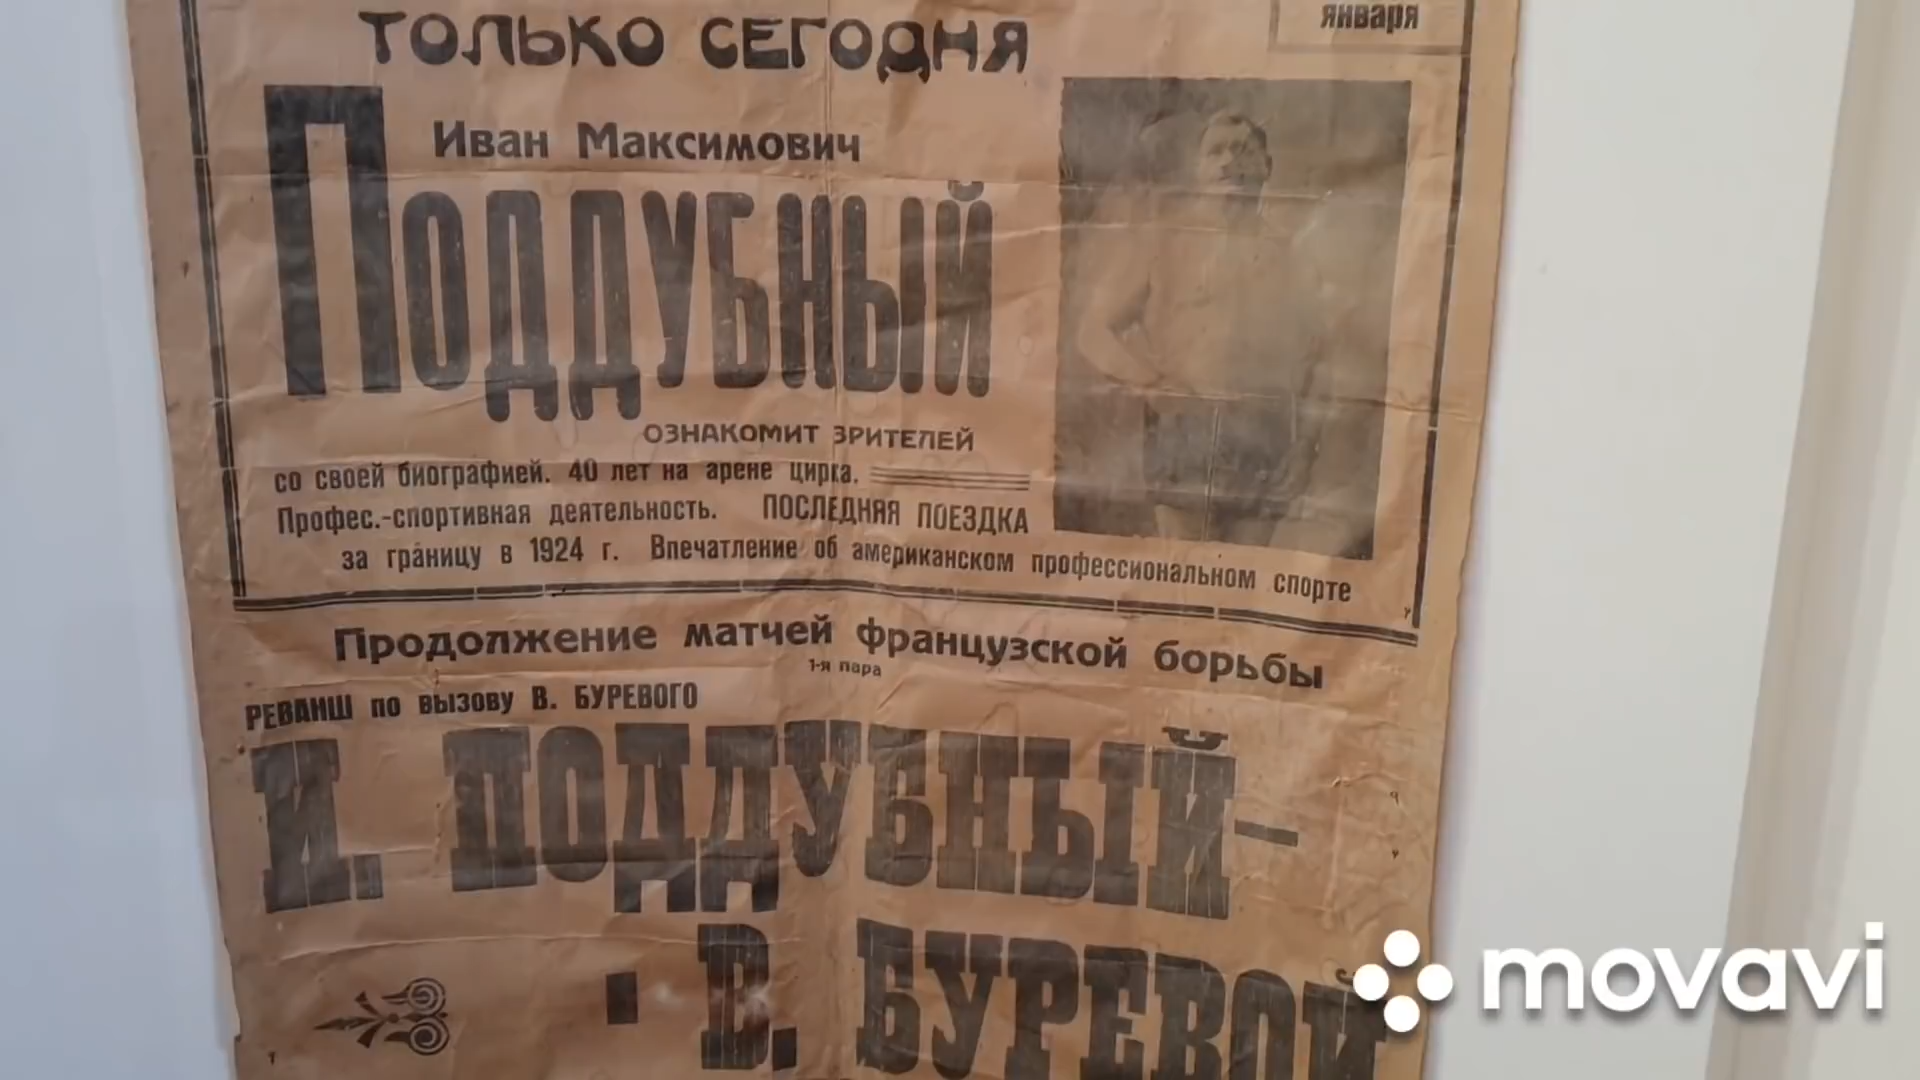 января
ТОЛЬКО СЕГОДНЯ
Иван Максимович
Поддубный
ОЗНАКОМИТ ЗРИТЕЛЕЙ
со своей биографией. 40 лет на арене цирка.
Профес.-спортивная деятельность. ПОСЛЕДНЯЯ ПОЕЗДКА
за границу в 1924 г. Впечатление об американском профессиональном спорте
Продолжение матчей французской борьбы
1-я пара
РЕВАНШ по вызову В. БУРЕВОГО
И. ПОДДУБНЫЙ—
В. БУРЕВОЙ
movavi